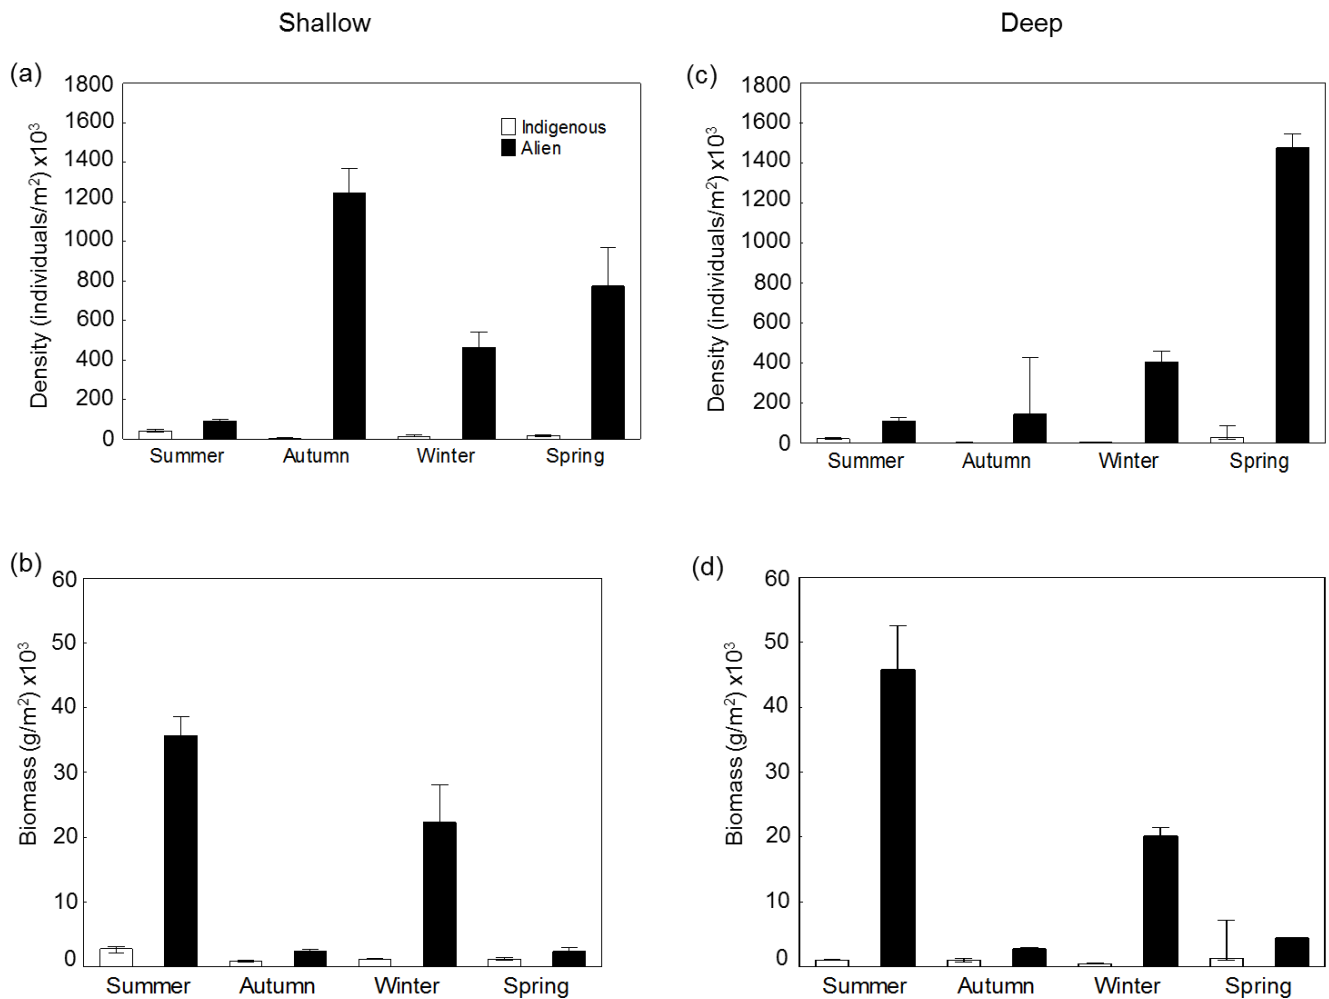 Shallow
Deep
(a)
Density (individuals/m²) x10³
1800
1600
1400
1200
1000
800
600
400
200
0
Indigenous
Alien
Summer Autumn Winter Spring
(c)
Density (individuals/m²) x10³
1800
1600
1400
1200
1000
800
600
400
200
0
Summer Autumn Winter Spring
(b)
Biomass (g/m²) x10³
60
50
40
30
20
10
0
Summer Autumn Winter Spring
(d)
Biomass (g/m²) x10³
60
50
40
30
20
10
0
Summer Autumn Winter Spring